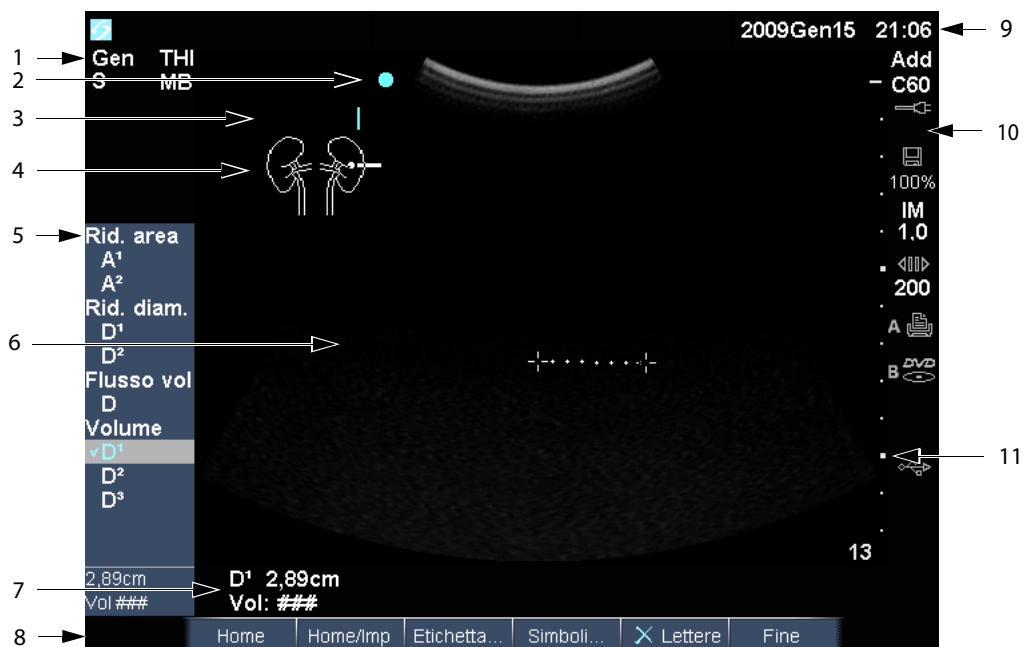 2009Gen15 21:06
9
1
Gen THI
S MB
2
Add
C60
3
10
4
100%
IM
1,0
5
Rid. area
A¹
A²
200
Rid. diam.
D¹
D²
A
6
Flusso vol
D
B DVD
Volume
✓D¹
D²
D³
11
13
2,89cm
Vol ###
7
D¹ 2,89cm
Vol: ###
8
Home Home/Imp Etichetta... Simboli... X Lettere Fine